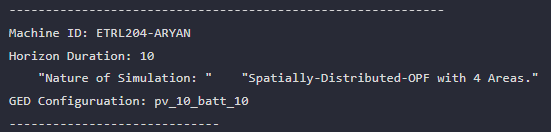 ------------------------------------------------------------
Machine ID: ETRL204-ARYAN
Horizon Duration: 10
    "Nature of Simulation: "    "Spatially-Distributed-OPF with 4 Areas."
GED Configuruation: pv_10_batt_10
-----------------------------